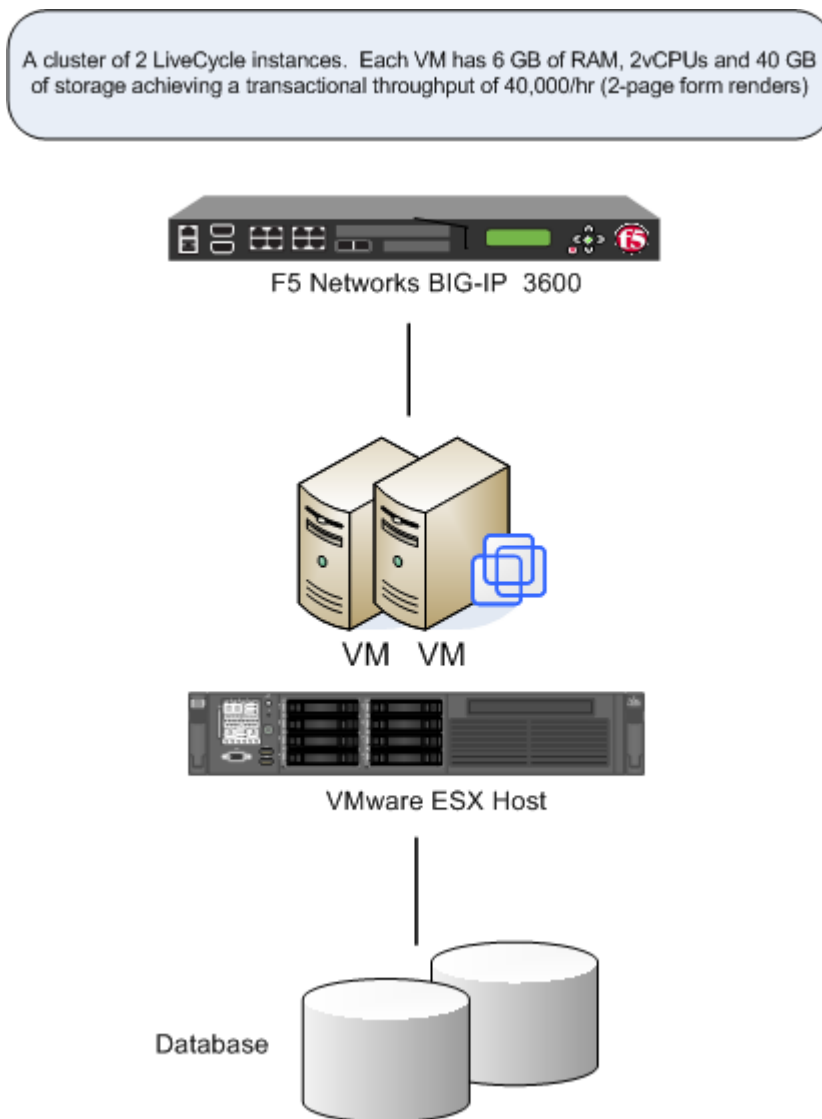 A cluster of 2 LiveCycle instances.  Each VM has 6 GB of RAM, 2vCPUs and 40 GB
of storage achieving a transactional throughput of 40,000/hr (2-page form renders)
f5
F5 Networks BIG-IP  3600
VM VM
VMware ESX Host
Database